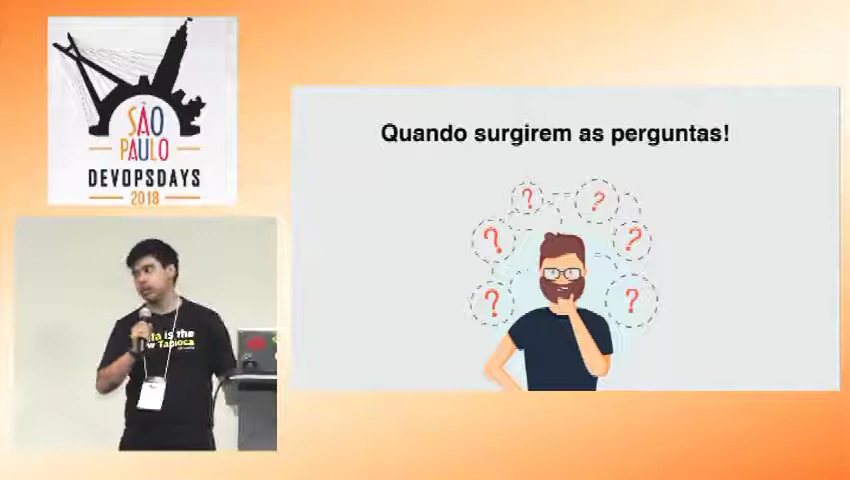 SÃO
PAULO
DEVOPSDAYS
2018
Quando surgirem as perguntas!
? ?
? ?
? ?
is the
Tapioca